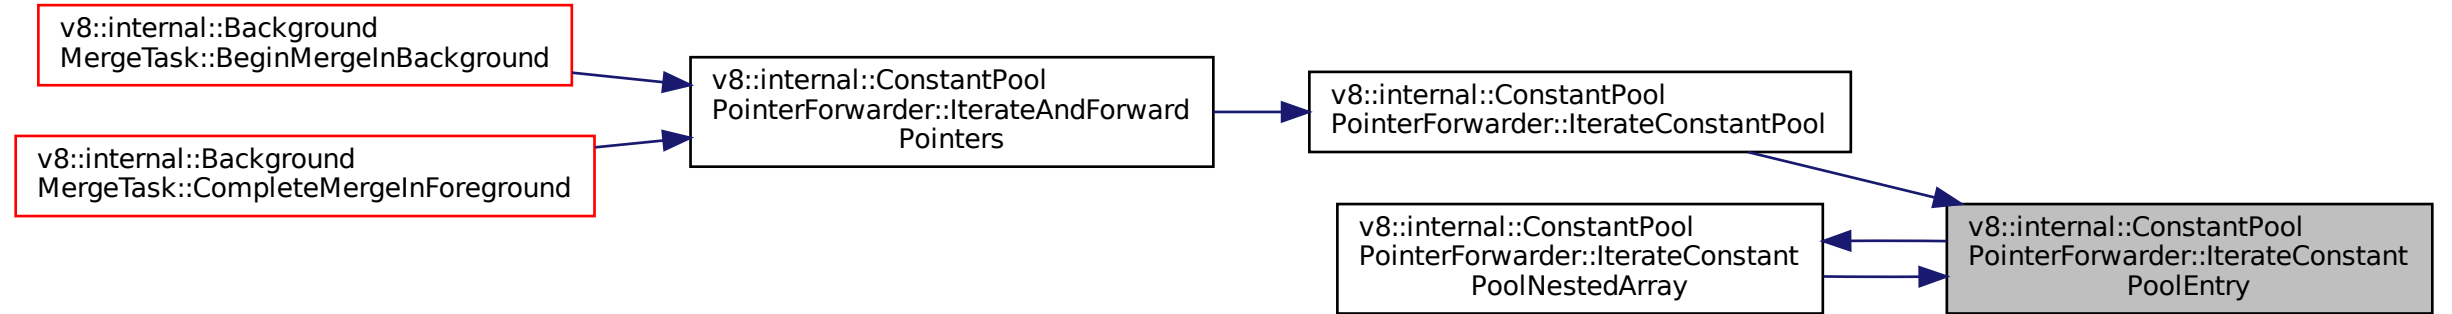 v8::internal::Background
MergeTask::BeginMergeInBackground
v8::internal::Background
MergeTask::CompleteMergeInForeground
v8::internal::ConstantPool
PointerForwarder::IterateAndForward
Pointers
v8::internal::ConstantPool
PointerForwarder::IterateConstantPool
v8::internal::ConstantPool
PointerForwarder::IterateConstant
PoolNestedArray
v8::internal::ConstantPool
PointerForwarder::IterateConstant
PoolEntry